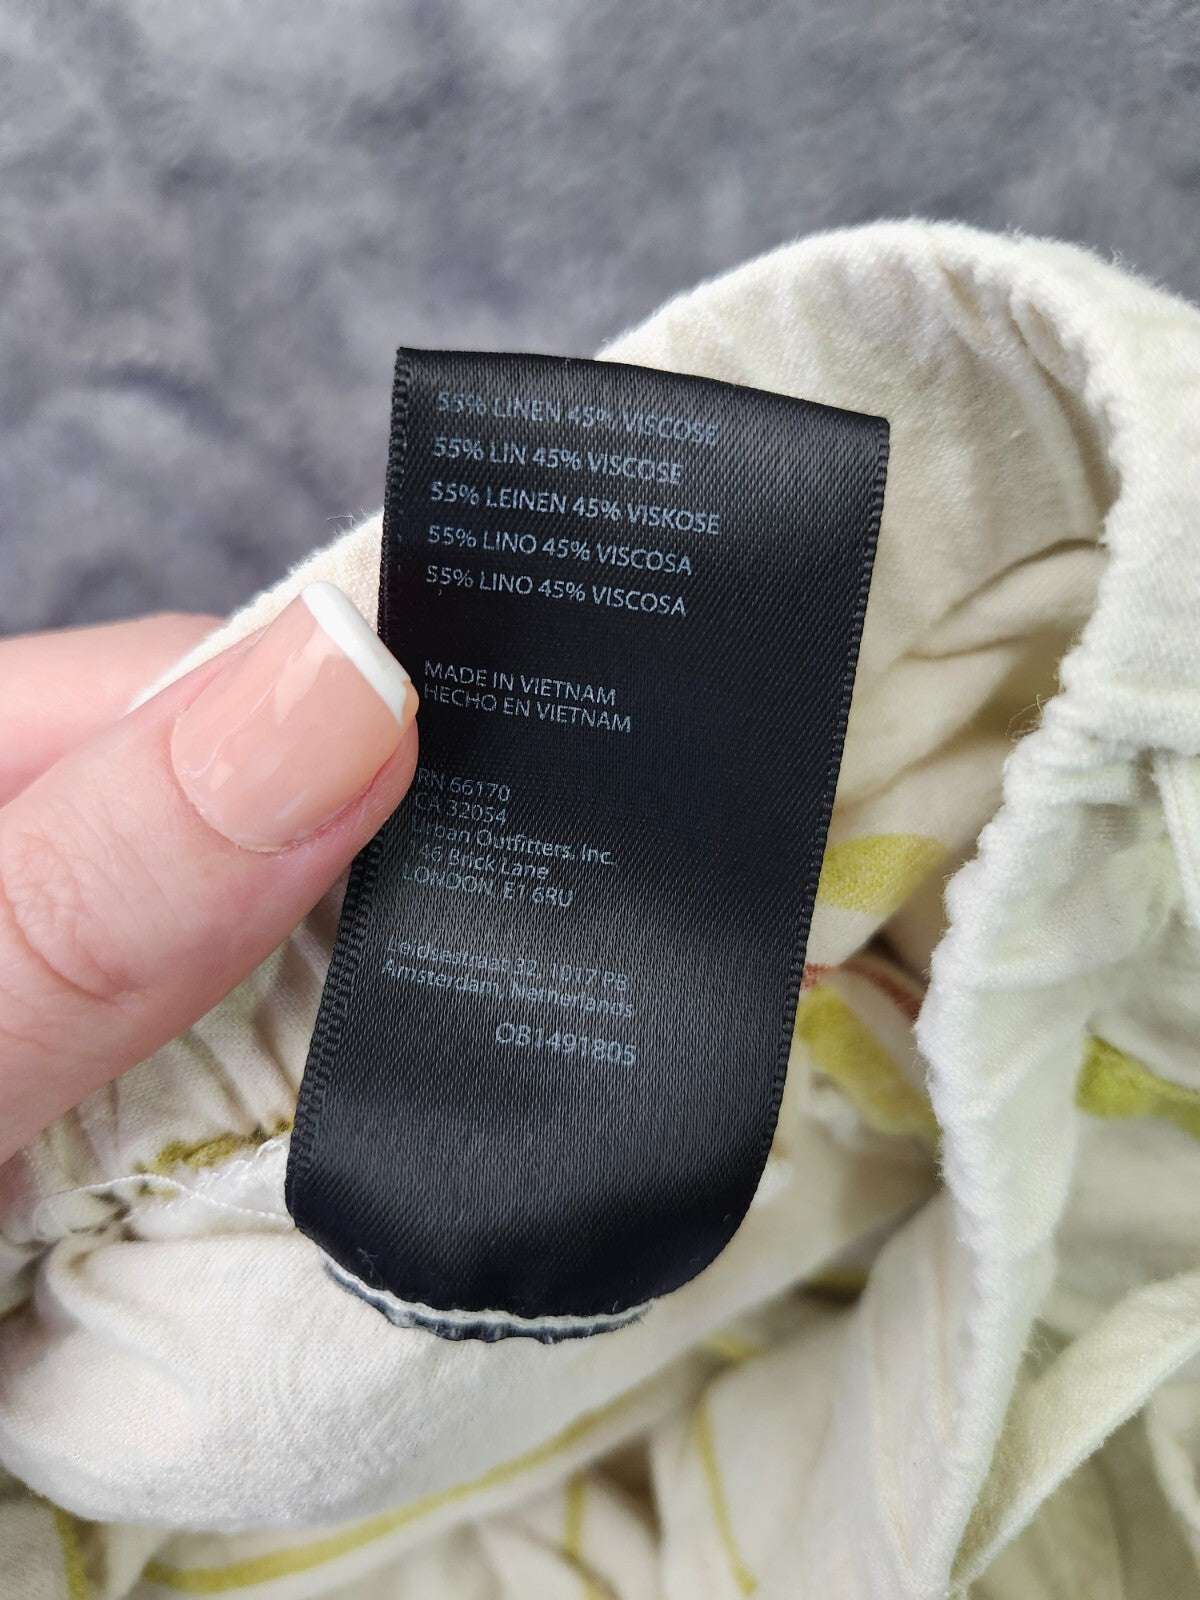 55% LINEN 45% VISCOSE
55% LIN 45% VISCOSE
55% LEINEN 45% VISKOSE
55% LINO 45% VISCOSA
55% LINO 45% VISCOSA
MADE IN VIETNAM
HECHO EN VIETNAM
RN 66170
CA 32054
Urban Outfitters, Inc.
146 Brick Lane
LONDON, E1 6RU
Leidsestraat 32, 1017 PB
Amsterdam, Netherlands
OB1491805